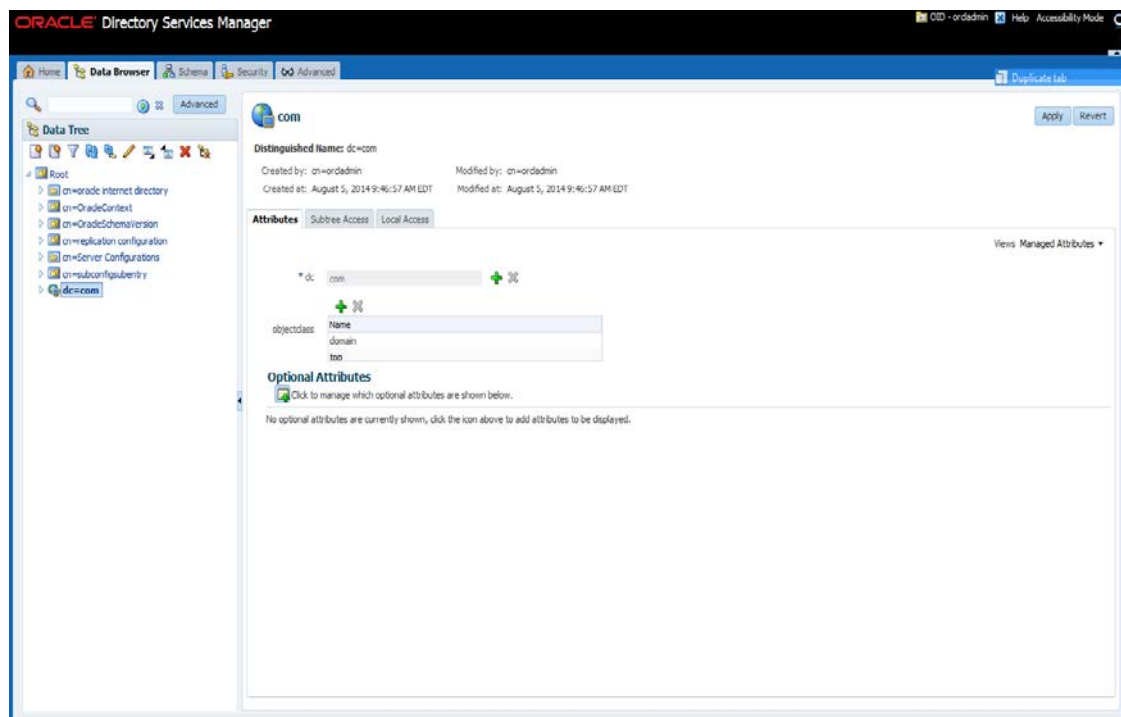 ORACLE Directory Services Manager
OID - ordadmin Help Accessibility Mode
Home Data Browser Schema Security Advanced
Duplicate tab
Advanced
Data Tree
Root
cn=oracle internet directory
cn=OracleContext
cn=OracleSchemaVersion
cn=replication configuration
cn=Server Configurations
cn=subconfigsubentry
dc=com
com
Apply Revert
Distinguished Name: dc=com
Created by: cn=ordadmin Modified by: cn=ordadmin
Created at: August 5, 2014 9:46:57 AM EDT Modified at: August 5, 2014 9:46:57 AM EDT
Attributes Subtree Access Local Access
Views Managed Attributes
* dc com
objectclass
Name
domain
top
Optional Attributes
Click to manage which optional attributes are shown below.
No optional attributes are currently shown, click the icon above to add attributes to be displayed.